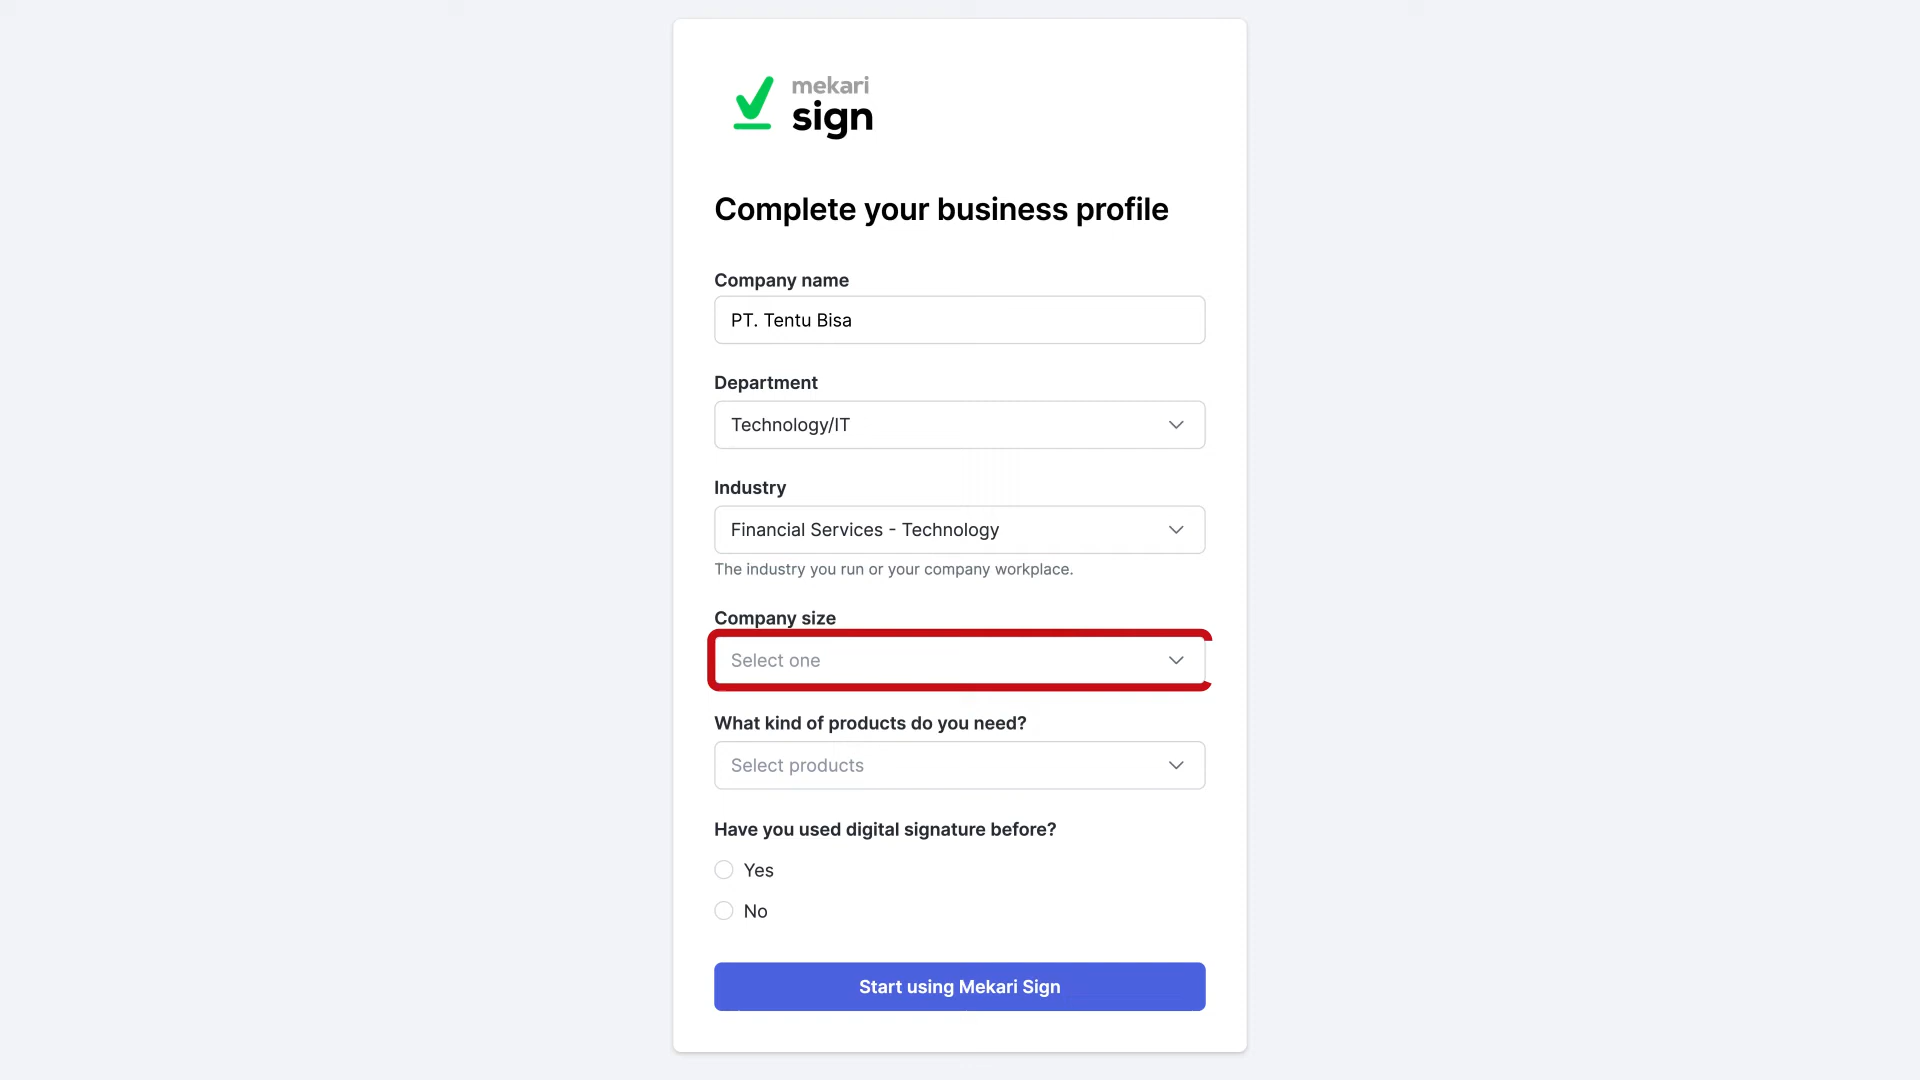 mekari
sign
Complete your business profile
Company name
PT. Tentu Bisa
Department
Technology/IT
Industry
Financial Services - Technology
The industry you run or your company workplace.
Company size
Select one
What kind of products do you need?
Select products
Have you used digital signature before?
Yes
No
Start using Mekari Sign